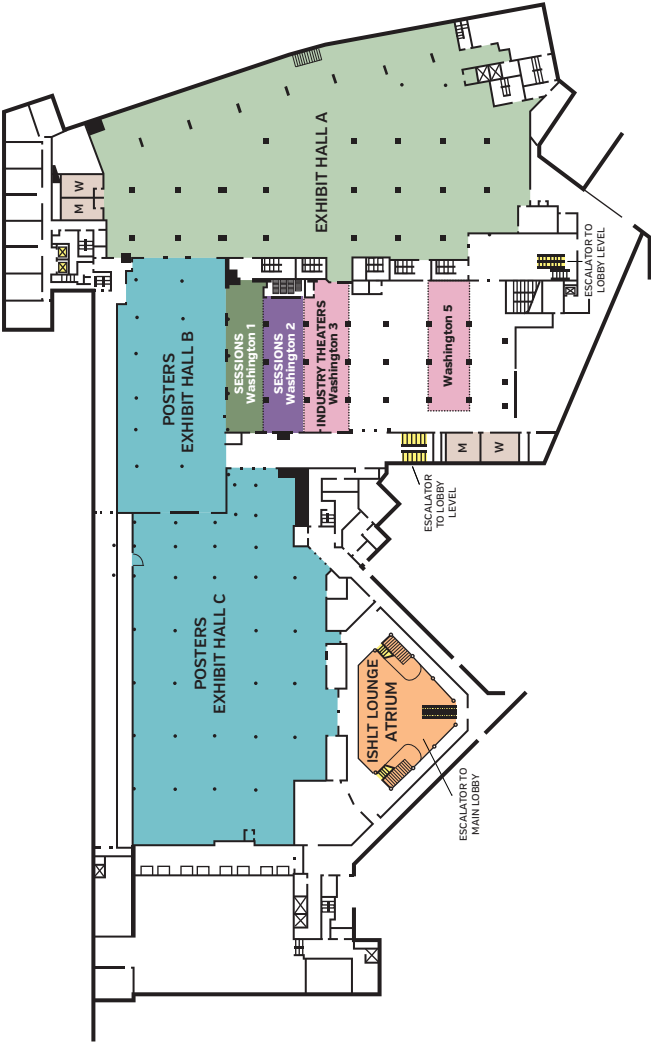 W
M
EXHIBIT HALL A
ESCALATOR TO
LOBBY LEVEL
POSTERS
EXHIBIT HALL B
SESSIONS
Washington 1
SESSIONS
Washington 2
INDUSTRY THEATERS
Washington 3
Washington 5
M
W
ESCALATOR
TO LOBBY
LEVEL
POSTERS
EXHIBIT HALL C
ISHLT LOUNGE
ATRIUM
ESCALATOR TO
MAIN LOBBY